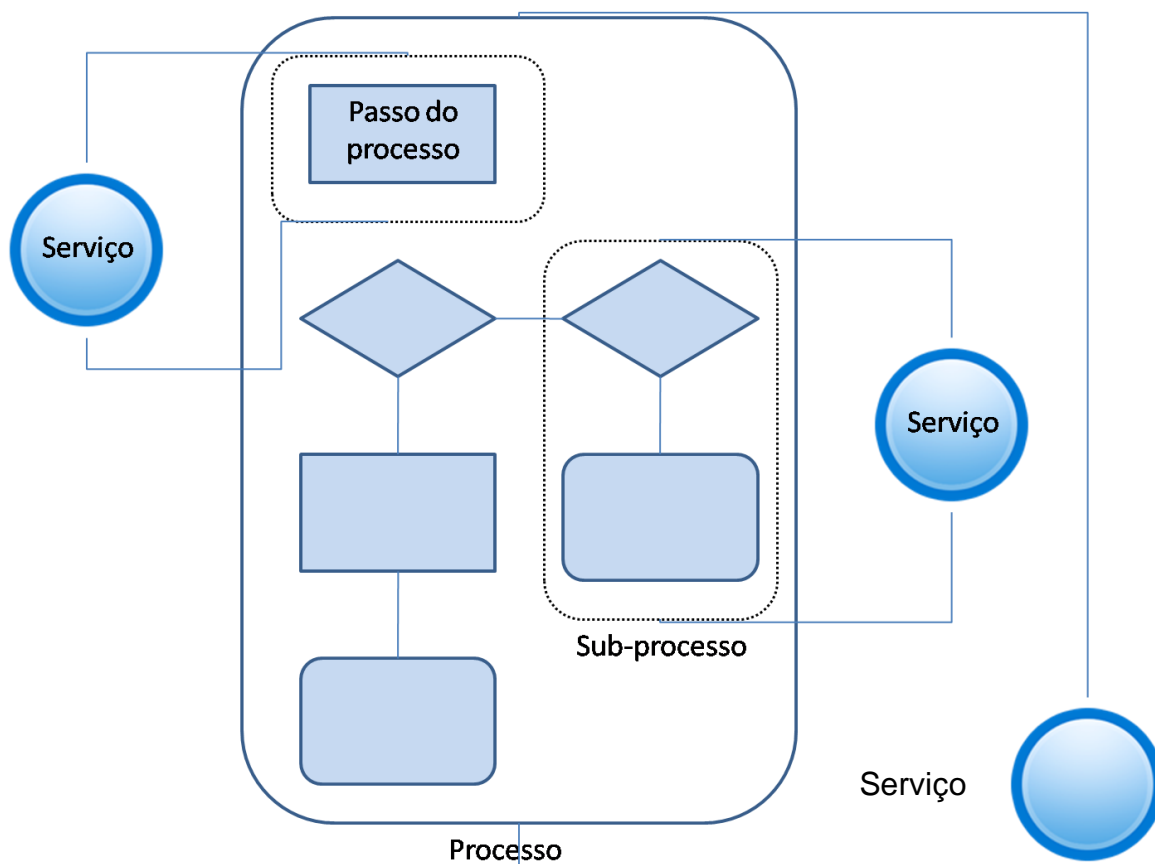 Passo do
processo
Serviço
Serviço
Sub-processo
Serviço
Processo